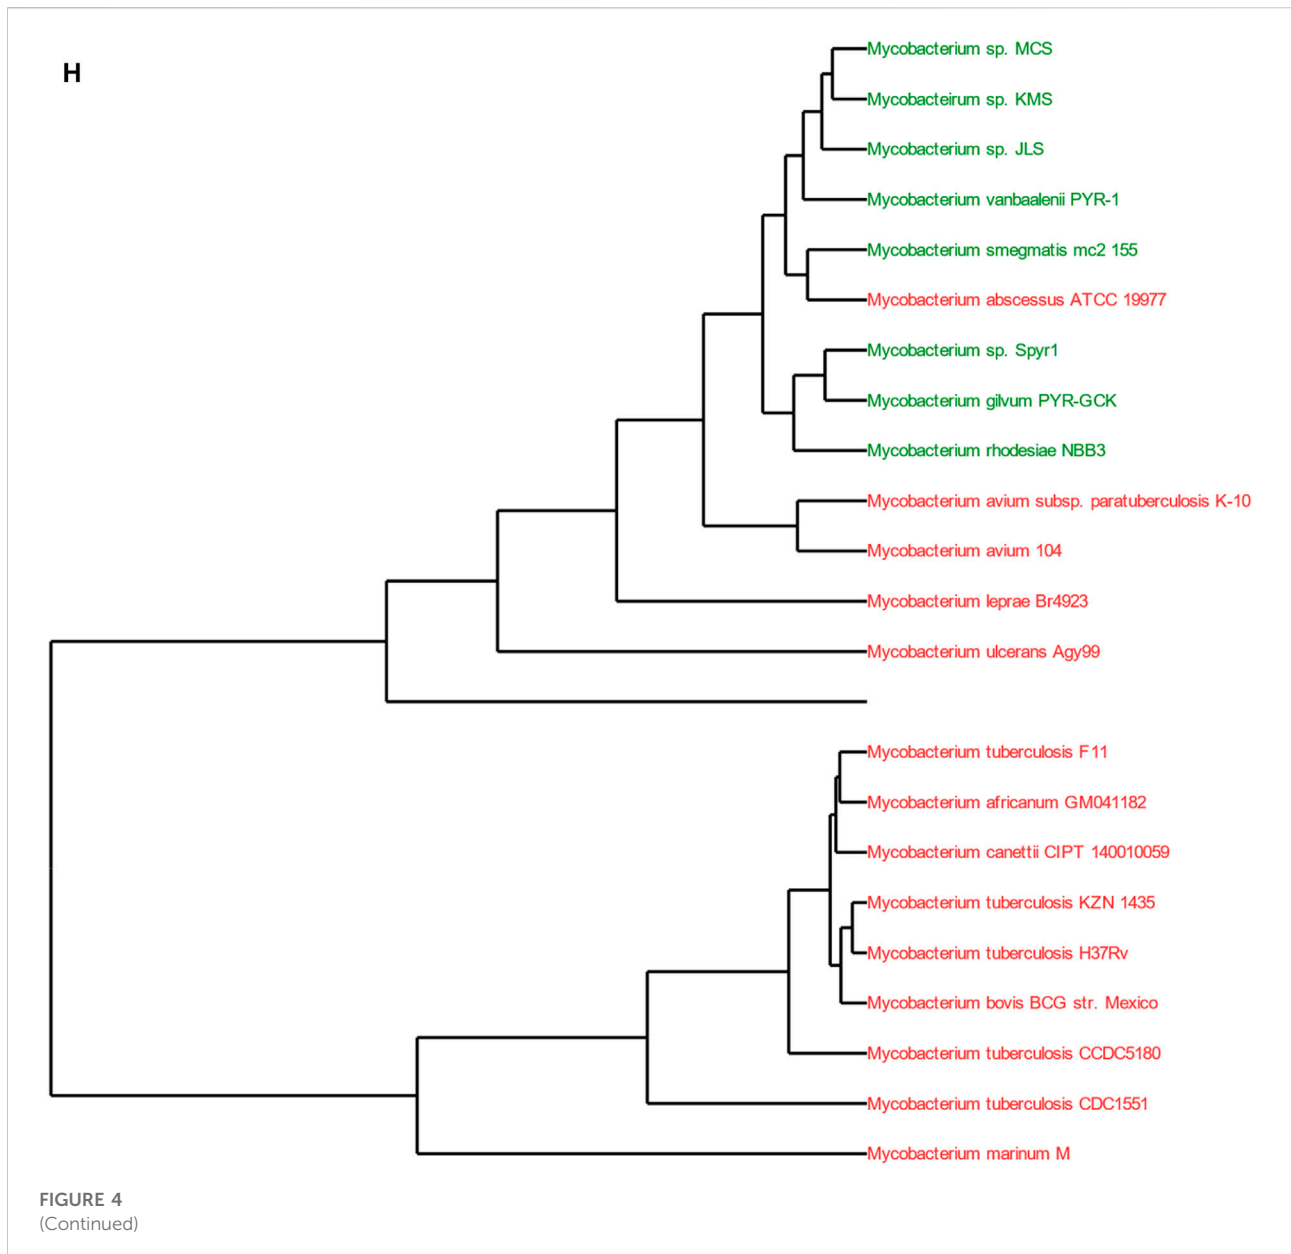 H
Mycobacterium sp. MCS
Mycobacteirum sp. KMS
Mycobacterium sp. JLS
Mycobacterium vanbaalenii PYR-1
Mycobacterium smegmatis mc2 155
Mycobacterium abscessus ATCC 19977
Mycobacterium sp. Spyr1
Mycobacterium gilvum PYR-GCK
Mycobacterium rhodesiae NBB3
Mycobacterium avium subsp. paratuberculosis K-10
Mycobacterium avium 104
Mycobacterium leprae Br4923
Mycobacterium ulcerans Agy99
Mycobacterium tuberculosis F11
Mycobacterium africanum GM041182
Mycobacterium canettii CIPT 140010059
Mycobacterium tuberculosis KZN 1435
Mycobacterium tuberculosis H37Rv
Mycobacterium bovis BCG str. Mexico
Mycobacterium tuberculosis CCDC5180
Mycobacterium tuberculosis CDC1551
Mycobacterium marinum M
FIGURE 4
(Continued)